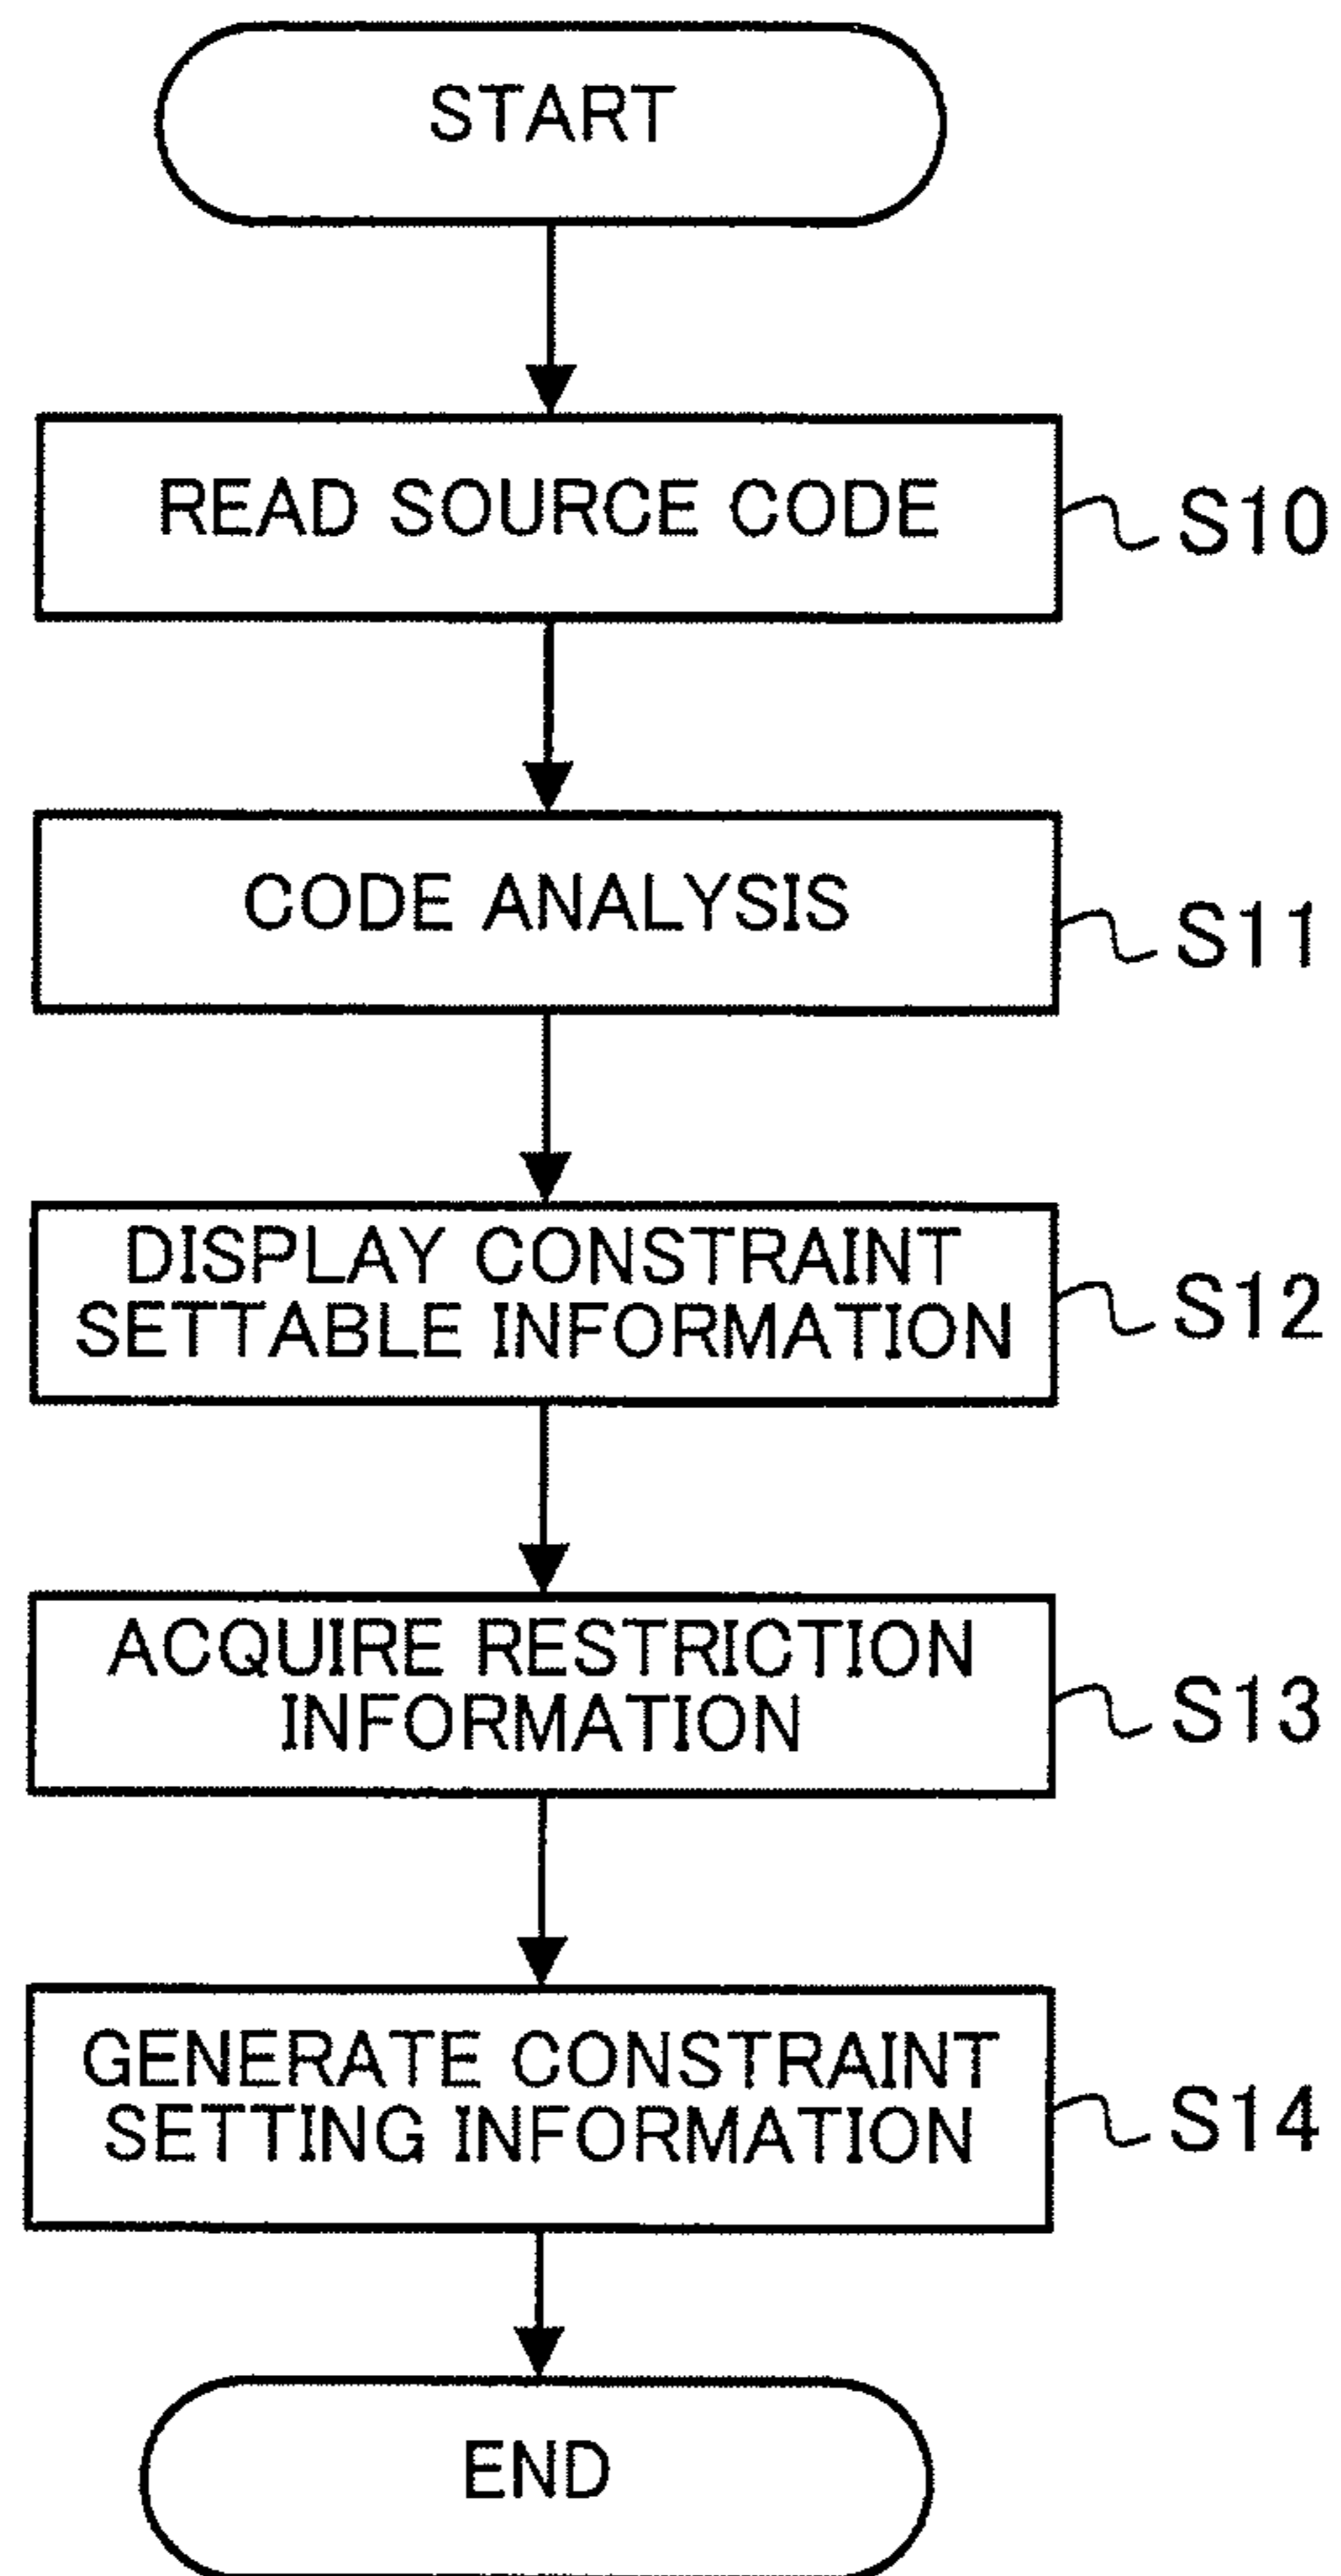 START
READ SOURCE CODE
S10
CODE ANALYSIS
S11
DISPLAY CONSTRAINT
SETTABLE INFORMATION
S12
ACQUIRE RESTRICTION
INFORMATION
S13
GENERATE CONSTRAINT
SETTING INFORMATION
S14
END